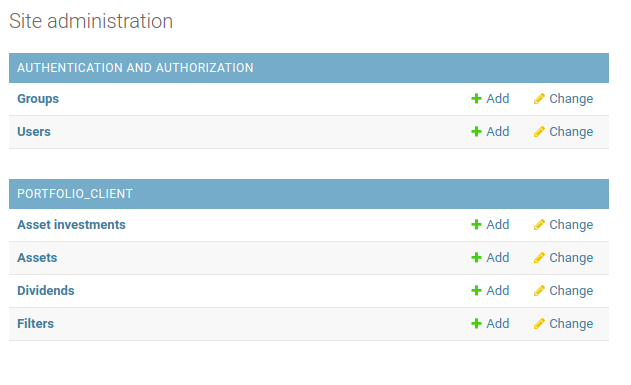 Site administration
AUTHENTICATION AND AUTHORIZATION
Groups Add Change
Users Add Change
PORTFOLIO_CLIENT
Asset investments Add Change
Assets Add Change
Dividends Add Change
Filters Add Change